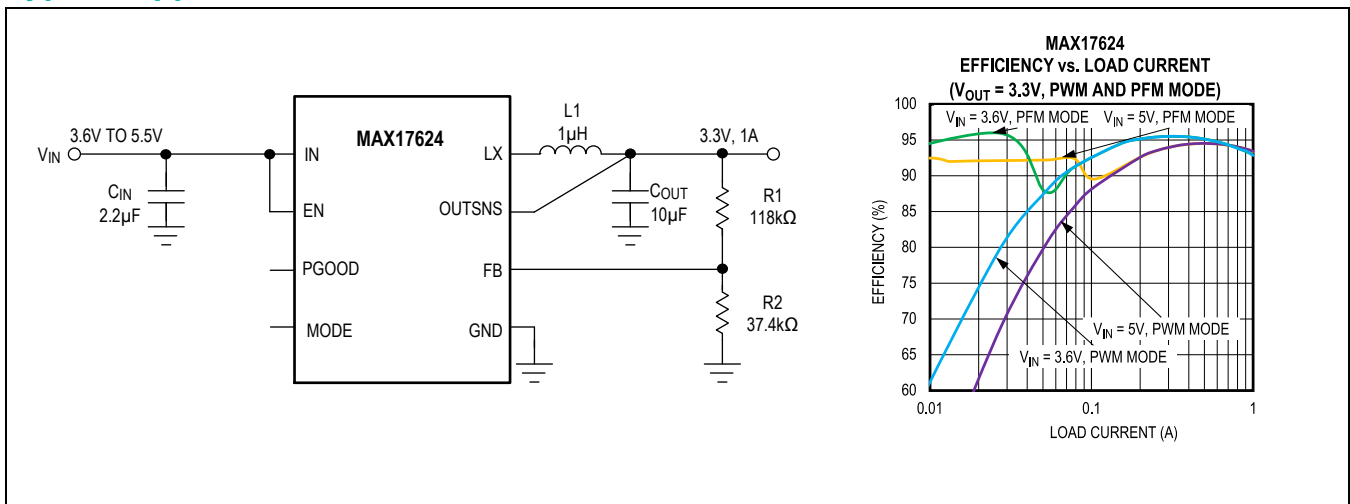 MAX17624
EFFICIENCY vs. LOAD CURRENT
(VOUT = 3.3V, PWM AND PFM MODE)
3.6V TO 5.5V
VIN
CIN
2.2µF
MAX17624
IN
EN
PGOOD
MODE
LX
OUTSNS
FB
GND
L1
1µH
3.3V, 1A
COUT
10µF
R1
118kΩ
R2
37.4kΩ
EFFICIENCY (%)
100
95
90
85
80
75
70
65
60
VIN = 3.6V, PFM MODE
VIN = 5V, PFM MODE
VIN = 5V, PWM MODE
VIN = 3.6V, PWM MODE
0.01
0.1
1
LOAD CURRENT (A)